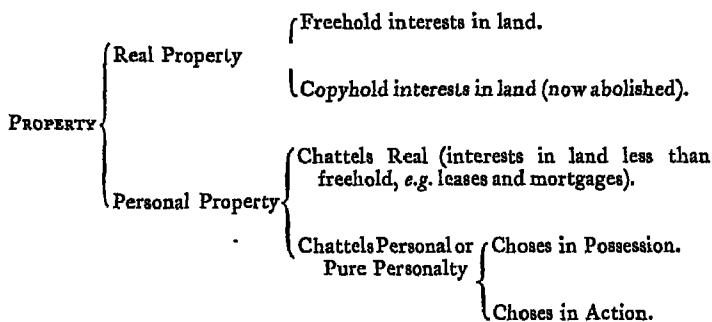 Freehold interests in land.
Real Property
Copyhold interests in land (now abolished).
PROPERTY
Chattels Real (interests in land less than
freehold, e.g. leases and mortgages).
Personal Property
Chattels Personal or
Pure Personalty
Choses in Possession.
Choses in Action.